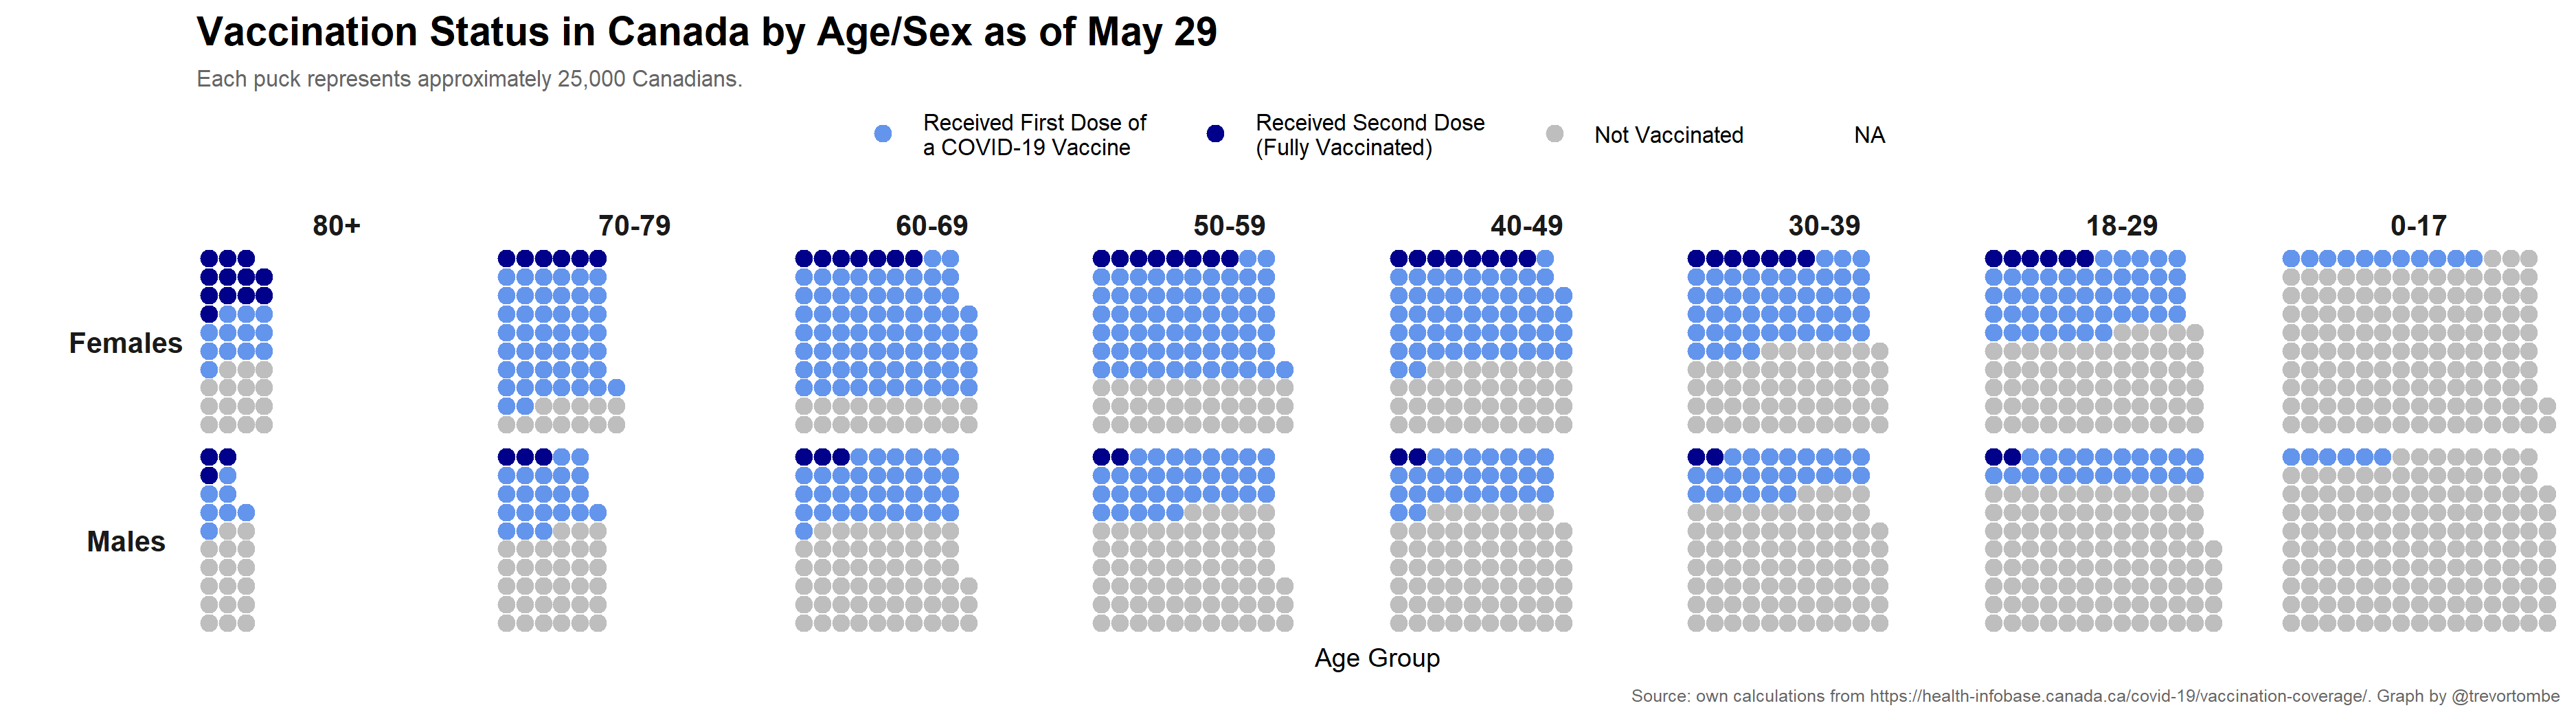 Vaccination Status in Canada by Age/Sex as of May 29
Each puck represents approximately 25,000 Canadians.
Received First Dose of
a COVID-19 Vaccine
Received Second Dose
(Fully Vaccinated)
Not Vaccinated
NA
80+ 70-79 60-69 50-59 40-49 30-39 18-29 0-17
Females
Males
Age Group
Source: own calculations from https://health-infobase.canada.ca/covid-19/vaccination-coverage/. Graph by @trevortombe